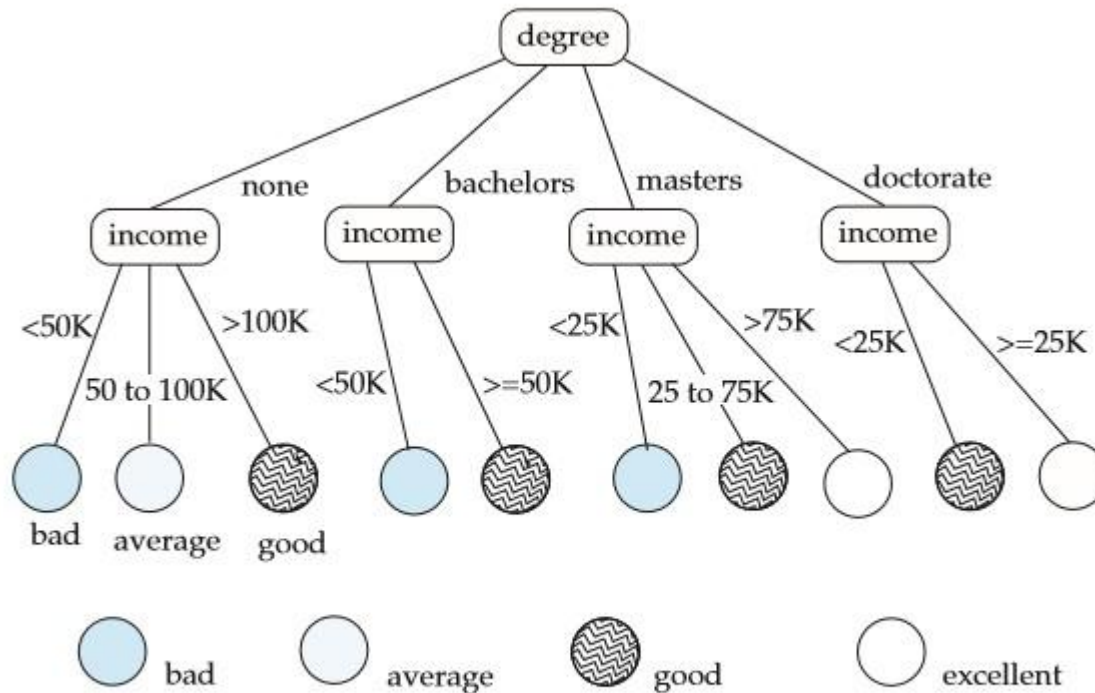 degree
none
bachelors
masters
doctorate
income
income
income
income
<50K
50 to 100K
>100K
<50K
>=50K
<25K
25 to 75K
>75K
<25K
>=25K
bad
average
good
bad
average
good
excellent